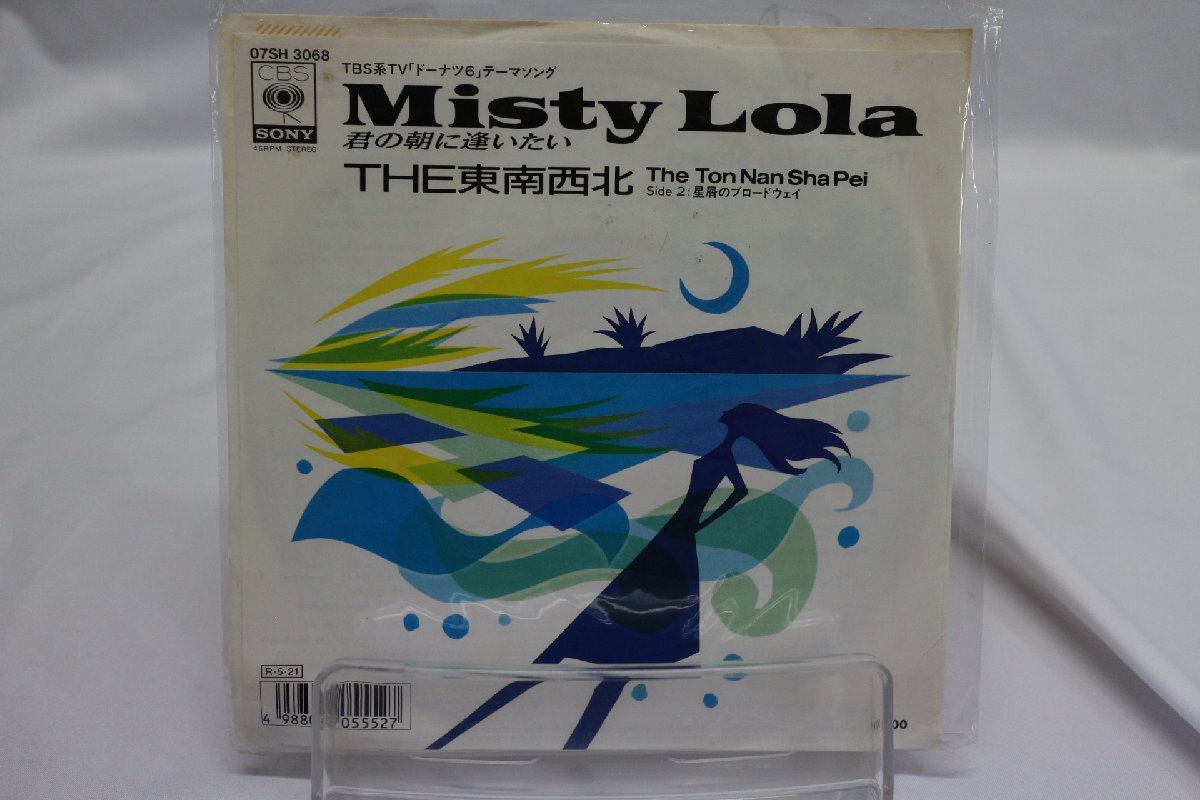 07SH 3068
CBS
SONY
45RPM STEREO
TBS系TV「ドーナツ6」テーマソング
Misty Lola
君の朝に逢いたい
THE東南西北
The Ton Nan Sha Pei
Side 2:星屑のブロードウェイ
R・5・21
4 9880 055527
00